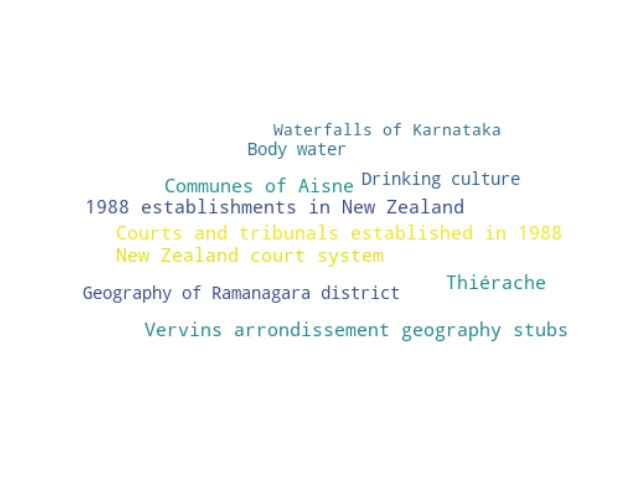 Waterfalls of Karnataka
Body water
Drinking culture
Communes of Aisne
1988 establishments in New Zealand
Courts and tribunals established in 1988
New Zealand court system
Thiérache
Geography of Ramanagara district
Vervins arrondissement geography stubs